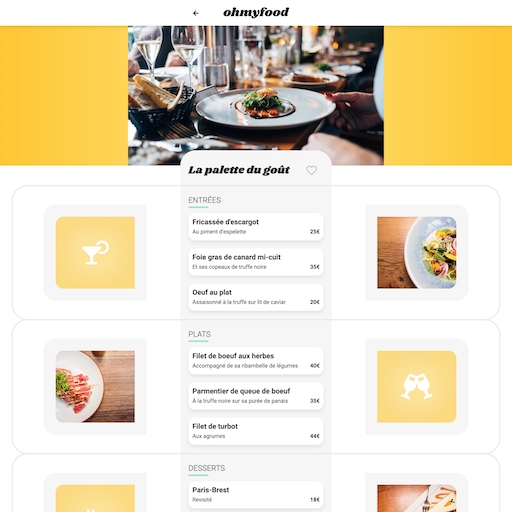 ohmyfood
La palette du goût
ENTRÉES
Fricassée d'escargot
Au piment d'espelette 25€
Foie gras de canard mi-cuit
Et ses copeaux de truffe noire 35€
Oeuf au plat
Assaisonné à la truffe sur lit de caviar 20€
PLATS
Filet de boeuf aux herbes
Accompagné de sa ribambelle de légumes 40€
Parmentier de queue de boeuf
À la truffe noire sur sa purée de panais 35€
Filet de turbot
Aux agrumes 44€
DESSERTS
Paris-Brest
Revisité 18€